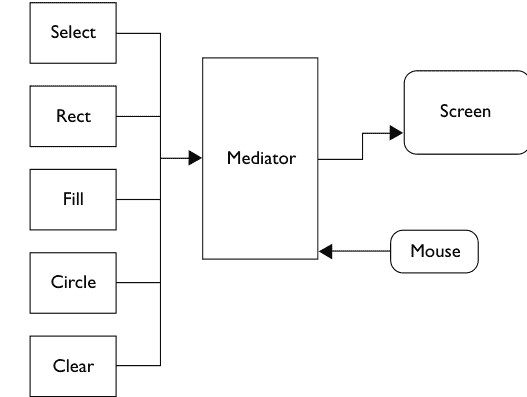 Select
Rect
Fill
Circle
Clear
Mediator
Screen
Mouse